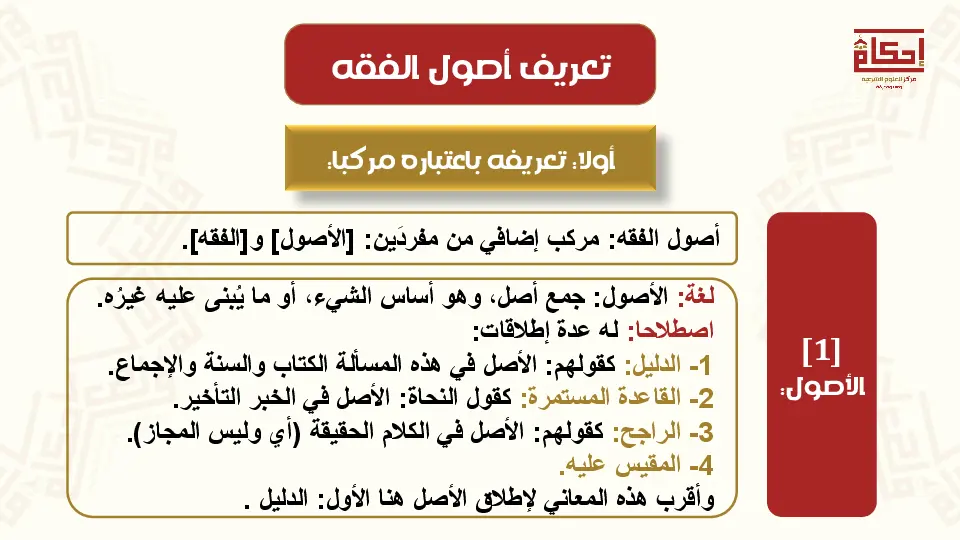 تعريف أصول الفقه
إحكام
مركز للعلوم الشرعية
أولا: تعريفه باعتباره مركبا:
أصول الفقه: مركب إضافي من مفردَين: [الأصول] و[الفقه].
[1]
الأصول:
لغة: الأصول: جمع أصل، وهو أساس الشيء، أو ما يُبنى عليه غيرُه.
اصطلاحا: له عدة إطلاقات:
1- الدليل: كقولهم: الأصل في هذه المسألة الكتاب والسنة والإجماع.
2- القاعدة المستمرة: كقول النحاة: الأصل في الخبر التأخير.
3- الراجح: كقولهم: الأصل في الكلام الحقيقة (أي وليس المجاز).
4- المقيس عليه.
وأقرب هذه المعاني لإطلاق الأصل هنا الأول: الدليل .